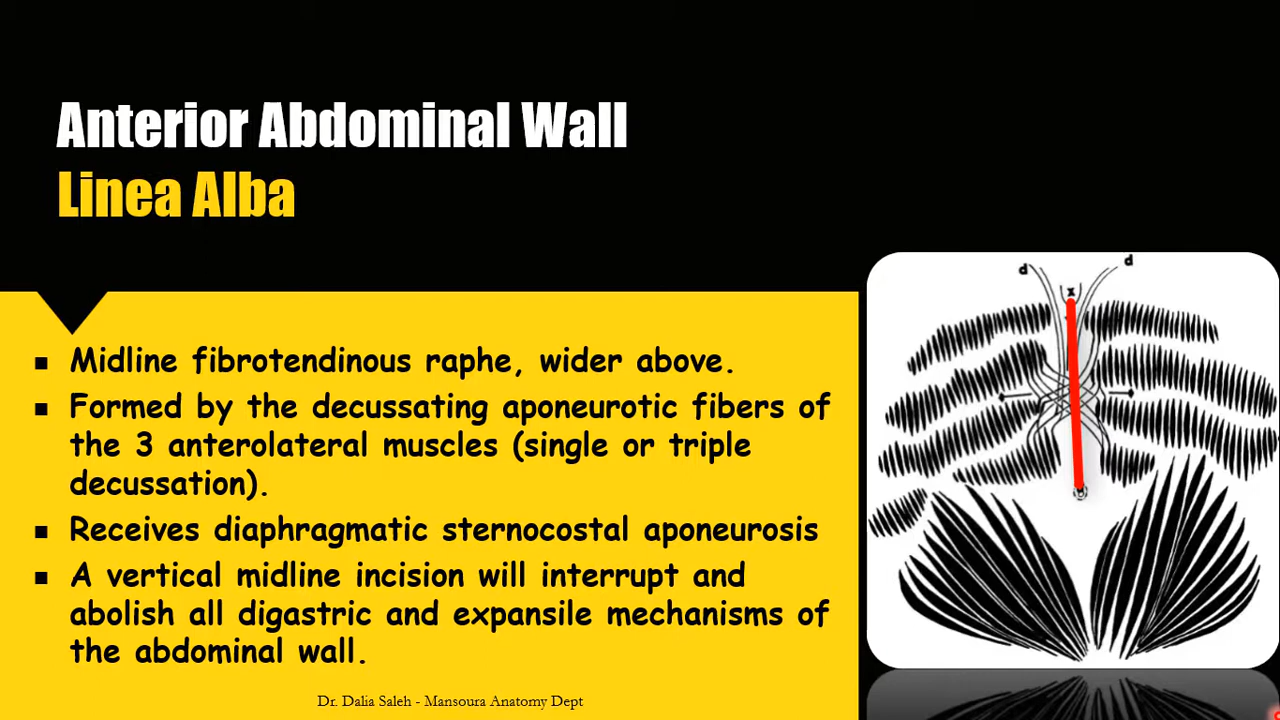 Anterior Abdominal Wall
Linea Alba
d
d
x
▪ Midline fibrotendinous raphe, wider above.
▪ Formed by the decussating aponeurotic fibers of
the 3 anterolateral muscles (single or triple
decussation).
▪ Receives diaphragmatic sternocostal aponeurosis
▪ A vertical midline incision will interrupt and
abolish all digastric and expansile mechanisms of
the abdominal wall.
Dr. Dalia Saleh - Mansoura Anatomy Dept